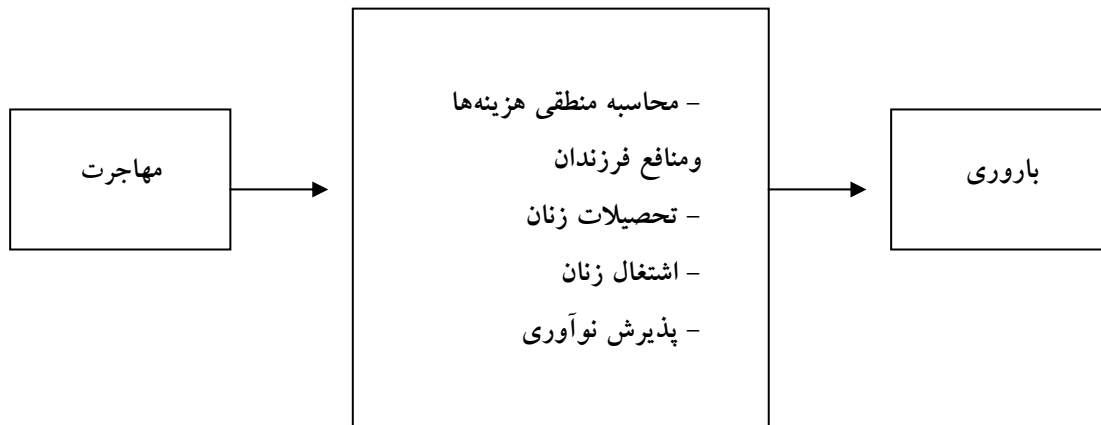 مهاجرت
– محاسبه منطقی هزینه‌ها
ومنافع فرزندان
– تحصیلات زنان
– اشتغال زنان
– پذیرش نوآوری
باروری